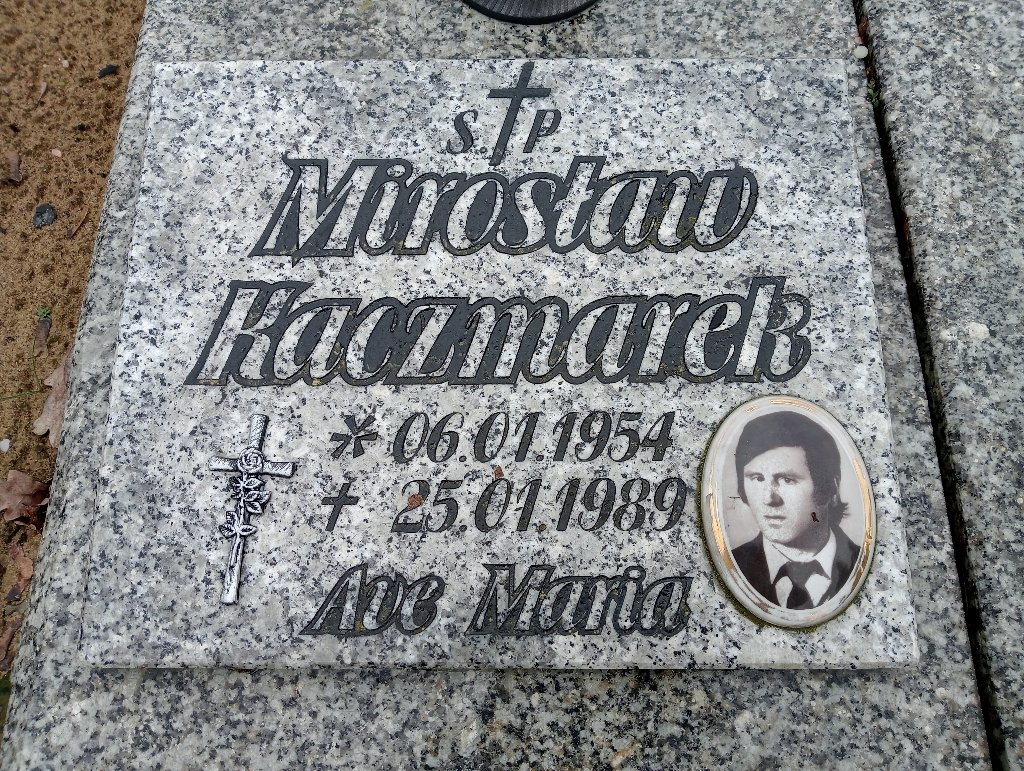 S. P.
Mirosław
Kaczmarek
* 06.01.1954
+ 25.01.1989
Ave Maria